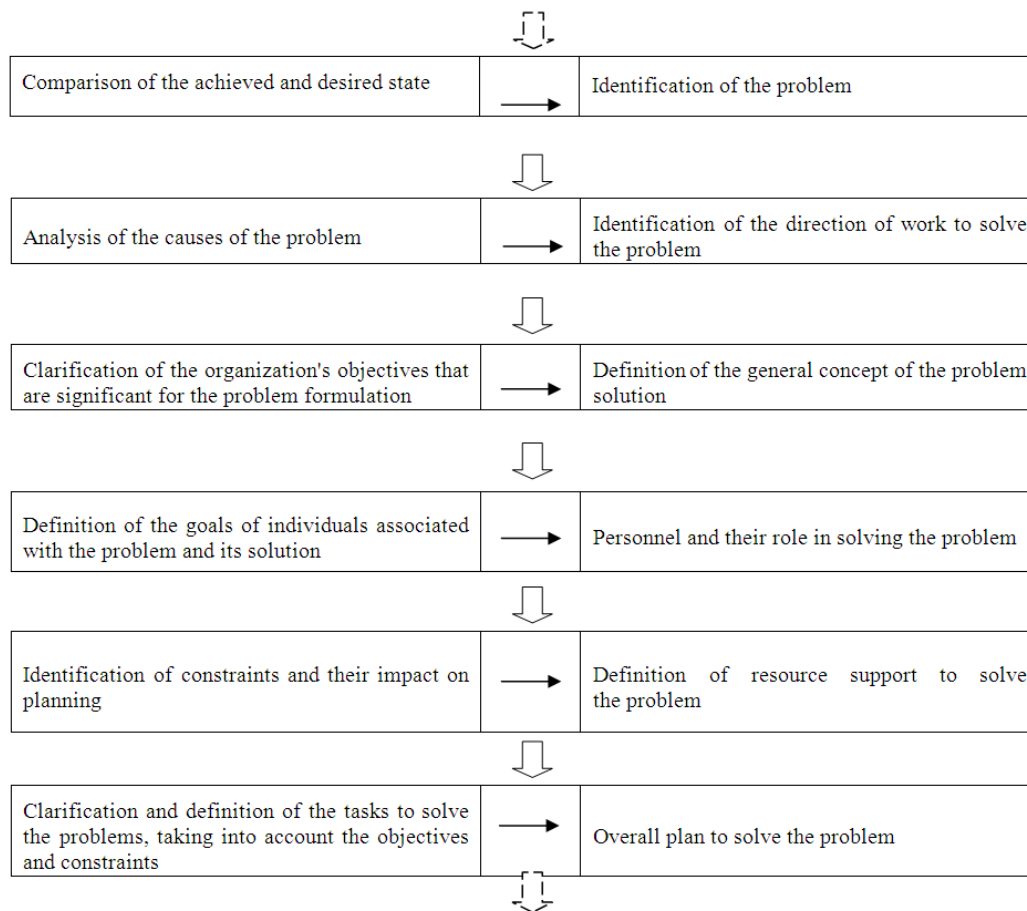 Comparison of the achieved and desired state
Identification of the problem
Analysis of the causes of the problem
Identification of the direction of work to solve
the problem
Clarification of the organization's objectives that
are significant for the problem formulation
Definition of the general concept of the problem
solution
Definition of the goals of individuals associated
with the problem and its solution
Personnel and their role in solving the problem
Identification of constraints and their impact on
planning
Definition of resource support to solve
the problem
Clarification and definition of the tasks to solve
the problems, taking into account the objectives
and constraints
Overall plan to solve the problem